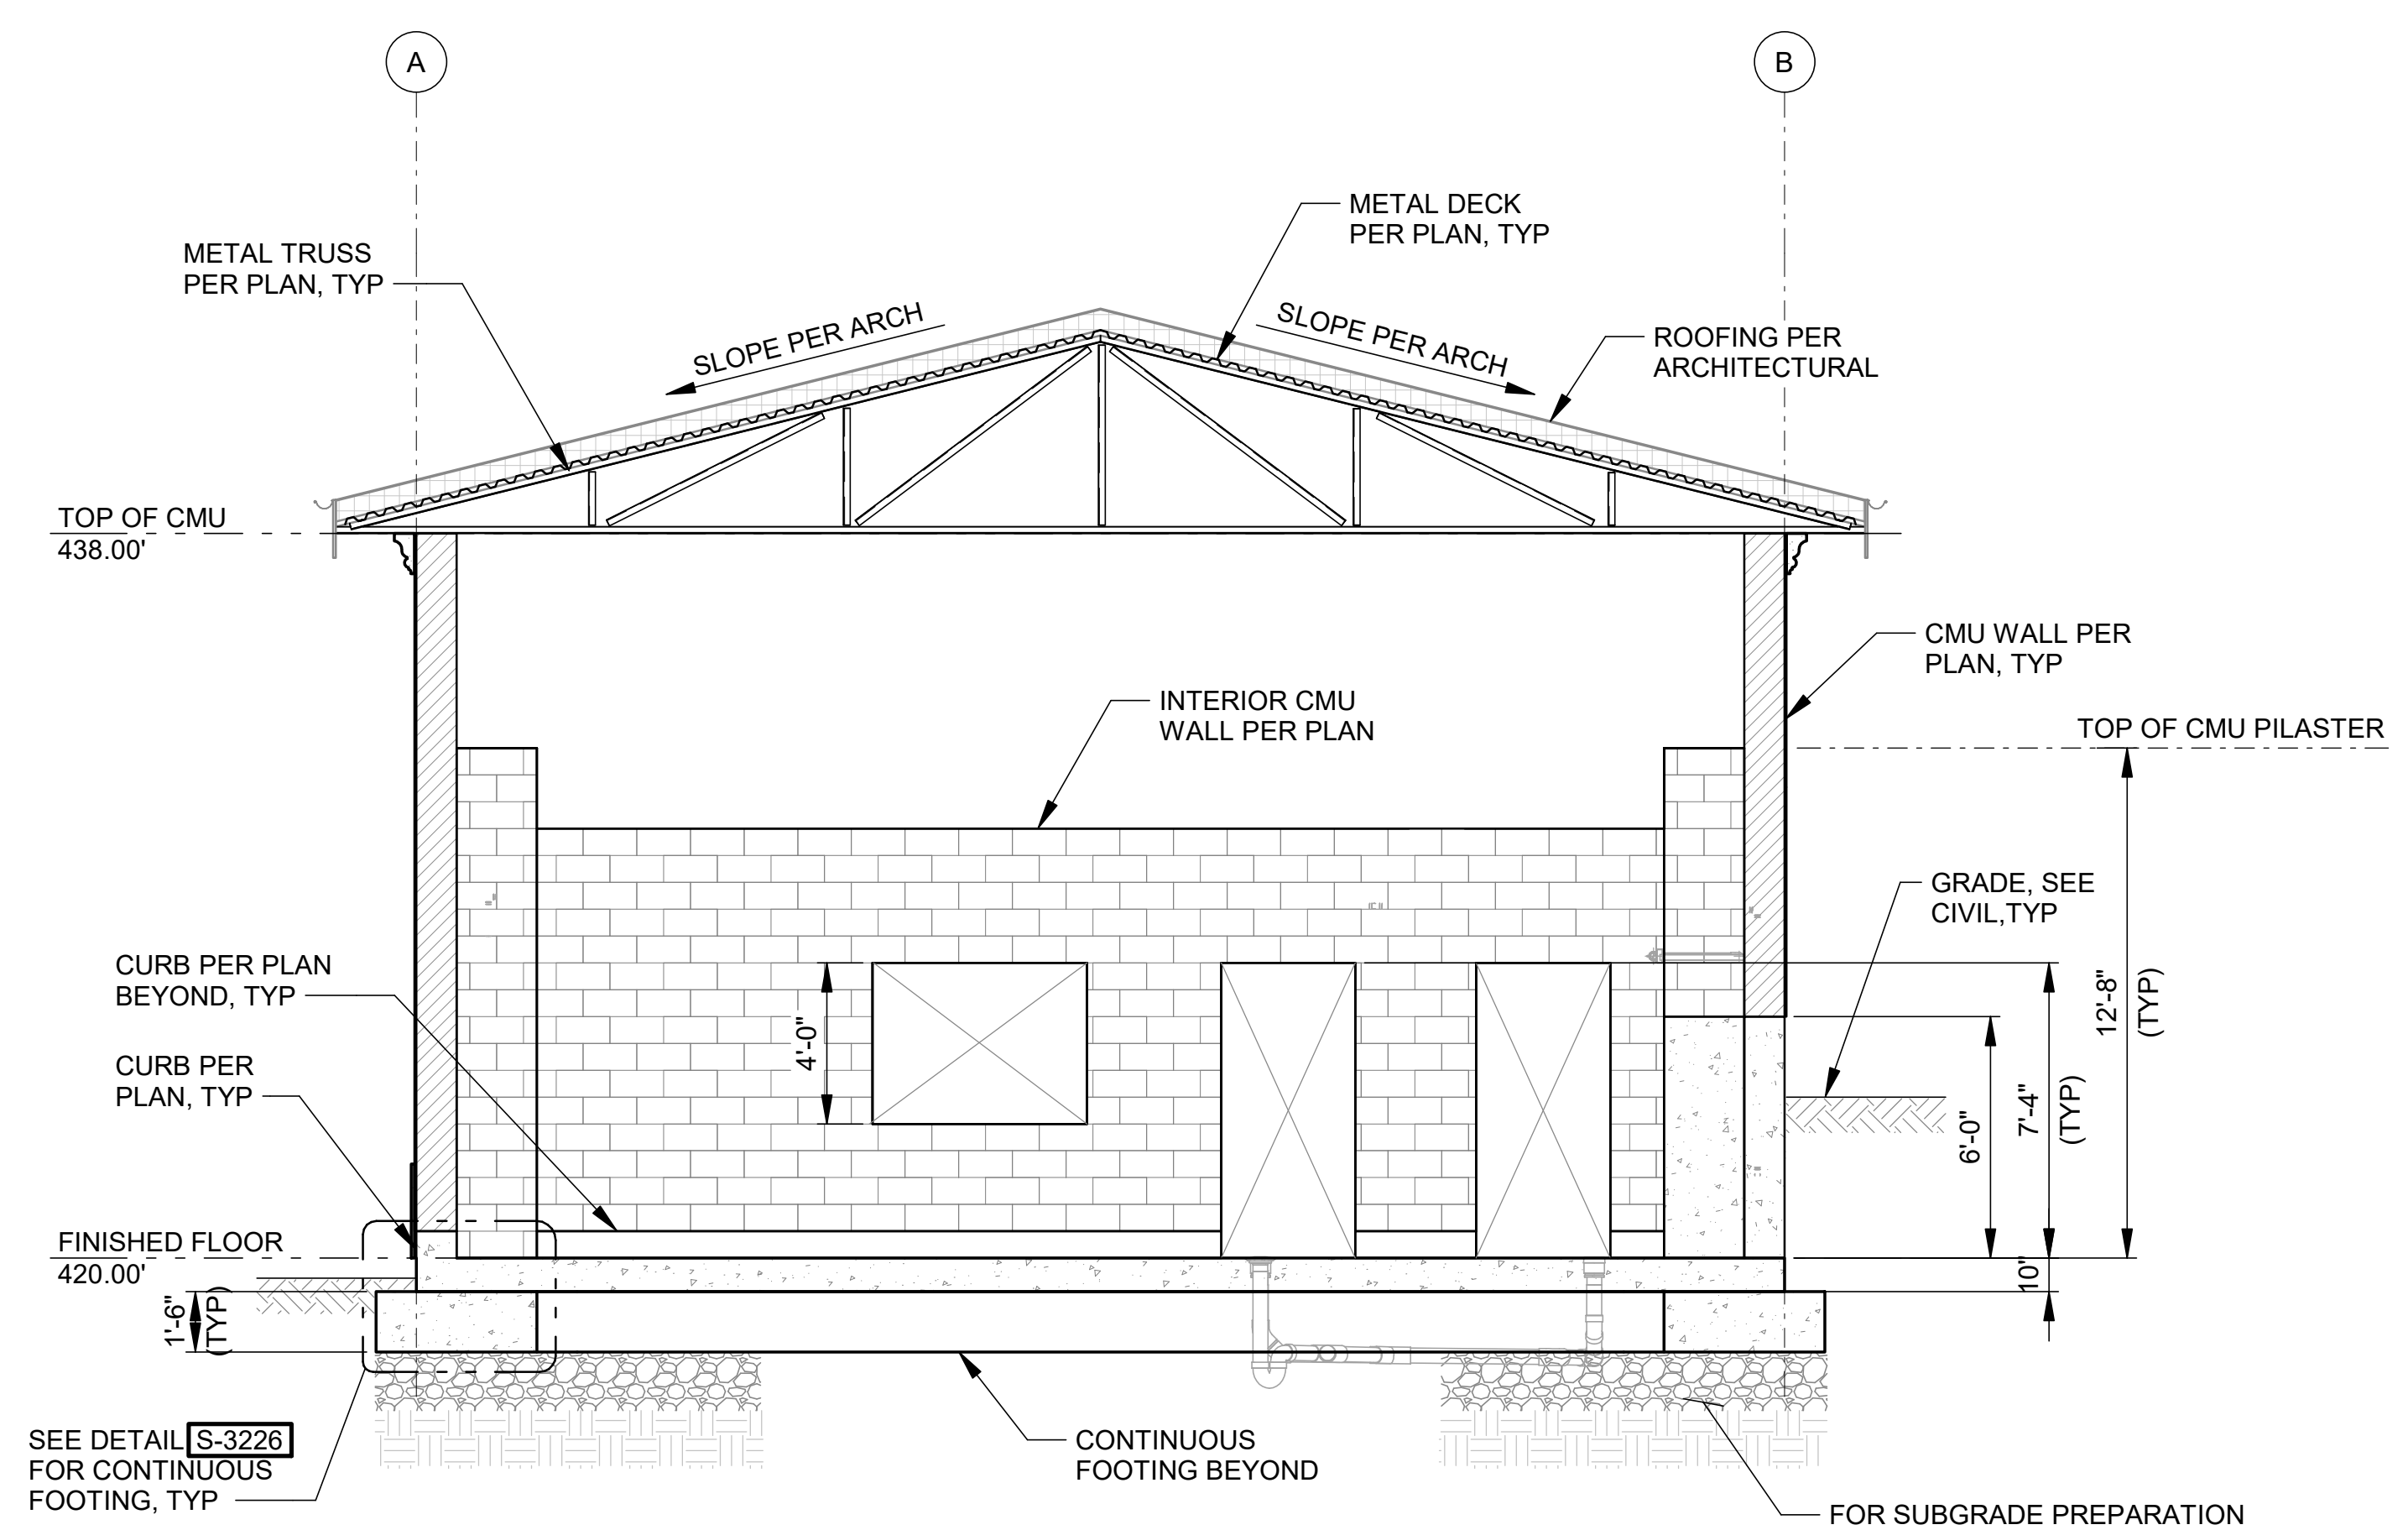 A
B
METAL DECK
PER PLAN, TYP
METAL TRUSS
PER PLAN, TYP
SLOPE PER ARCH
SLOPE PER ARCH
ROOFING PER
ARCHITECTURAL
TOP OF CMU
438.00'
CMU WALL PER
PLAN, TYP
INTERIOR CMU
WALL PER PLAN
TOP OF CMU PILASTER
GRADE, SEE
CIVIL,TYP
CURB PER PLAN
BEYOND, TYP
4'-0"
12'-8"
(TYP)
CURB PER
PLAN, TYP
7'-4"
(TYP)
6'-0"
FINISHED FLOOR
420.00'
10"
1'-6"
(TYP)
SEE DETAIL S-3226
FOR CONTINUOUS
FOOTING, TYP
CONTINUOUS
FOOTING BEYOND
FOR SUBGRADE PREPARATION